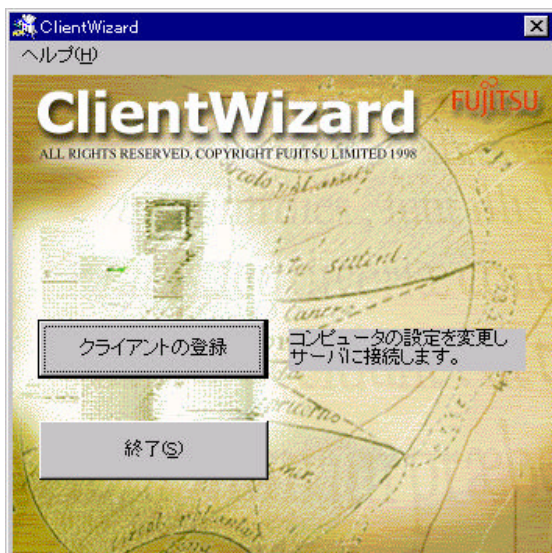 ClientWizard
ヘルプ(H)
ClientWizard
FUJITSU
ALL RIGHTS RESERVED, COPYRIGHT FUJITSU LIMITED 1998
クライアントの登録
コンピュータの設定を変更し
サーバに接続します。
終了(S)